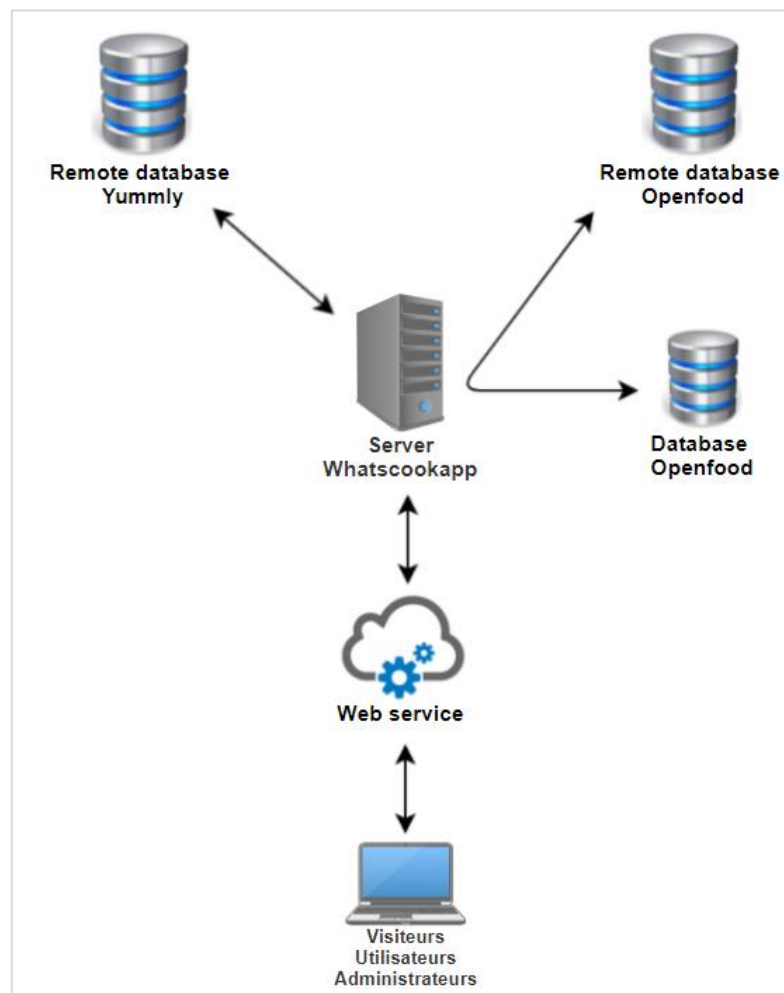 Remote database
Yummly
Remote database
Openfood
Server
Whatscookapp
Database
Openfood
Web service
Visiteurs
Utilisateurs
Administrateurs